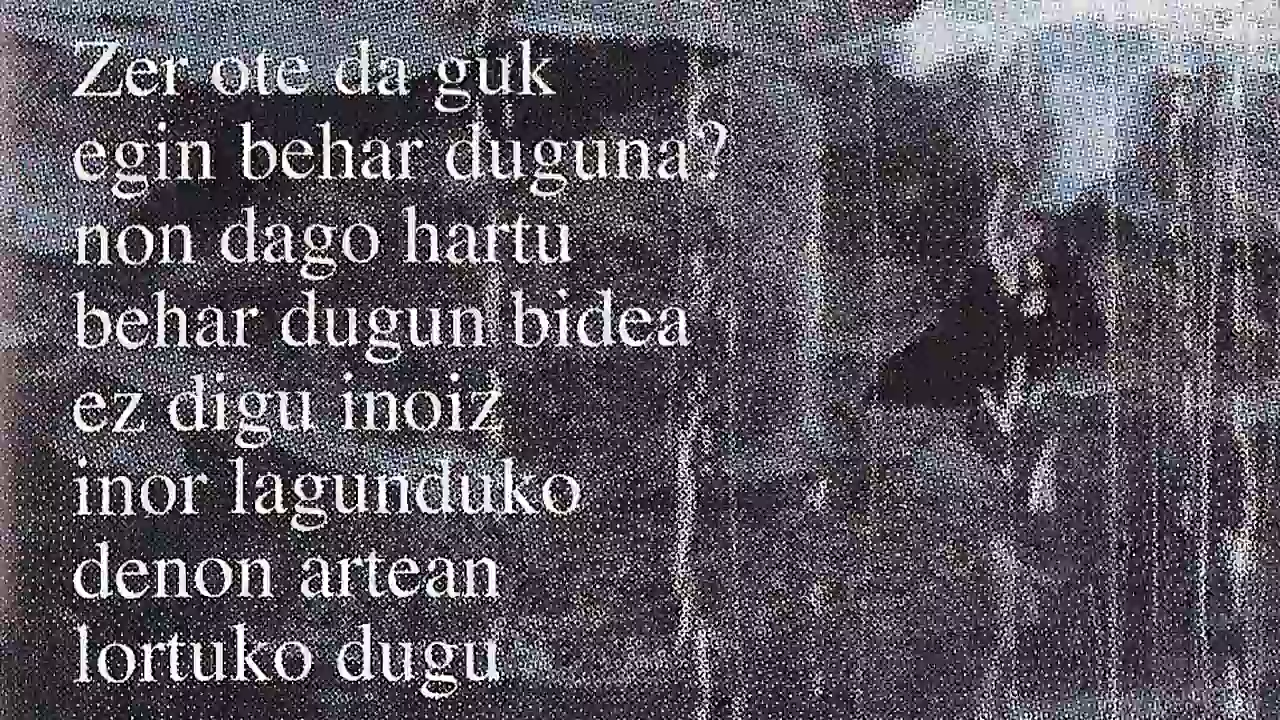 Zer ote da guk
egin behar duguna?
non dago hartu
behar dugun bidea
ez digu inoiz
inor lagunduko
denon artean
lortuko dugu